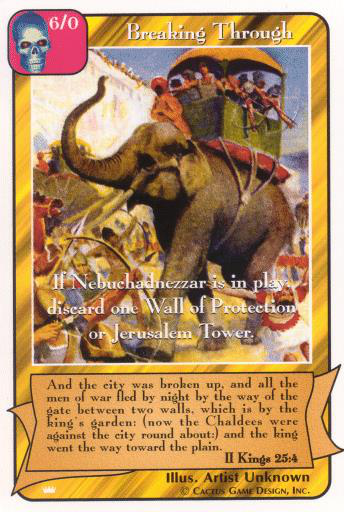 6/0
Breaking Through
If Nebuchadnezzar is in play,
discard one Wall of Protection
or Jerusalem Tower.
And the city was broken up, and all the
men of war fled by night by the way of the
gate between two walls, which is by the
king's garden: (now the Chaldees were
against the city round about:) and the king
went the way toward the plain.
II Kings 25:4
Illus. Artist Unknown
© Cactus Game Design, Inc.